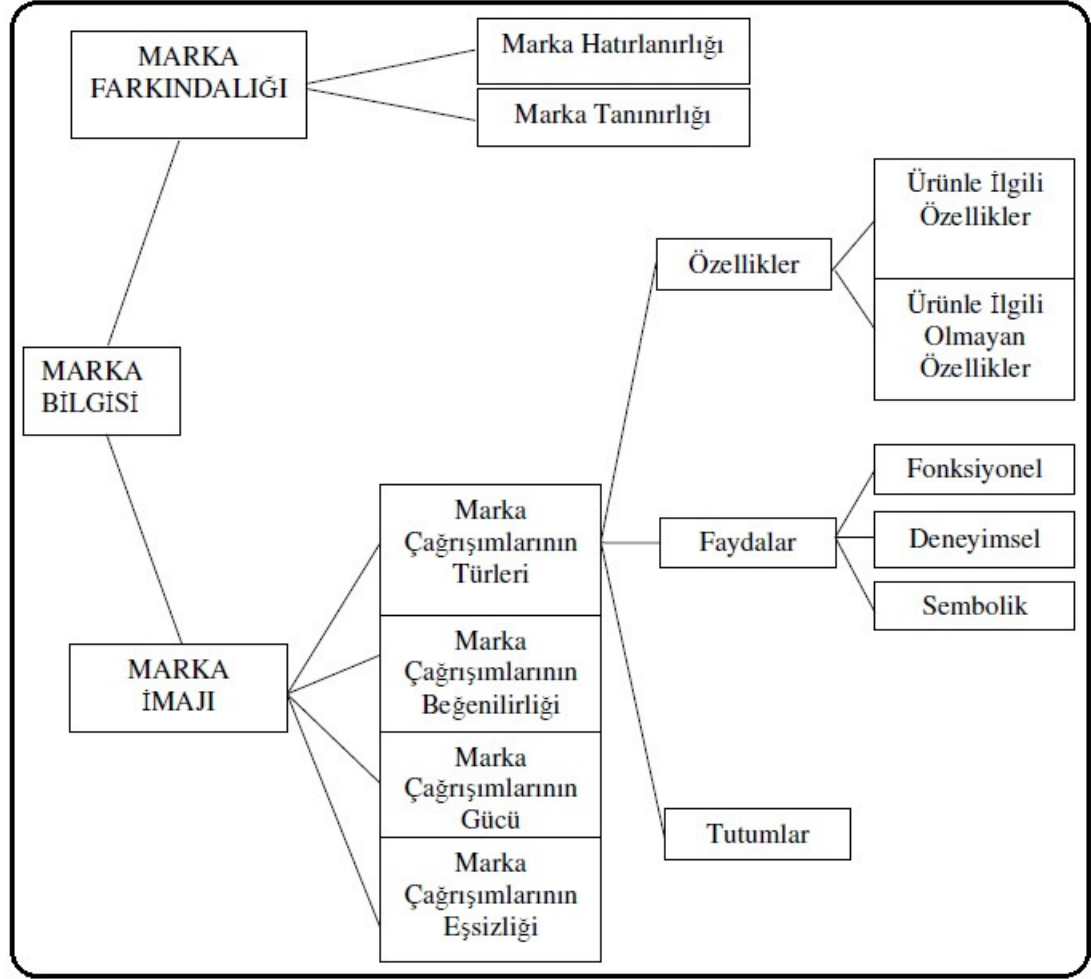 MARKA
FARKINDALIĞI
Marka Hatırlanırlığı
Marka Tanınırlığı
MARKA
BİLGİSİ
MARKA
İMAJI
Marka
Çağrışımlarının
Türleri
Marka
Çağrışımlarının
Beğenilirliği
Marka
Çağrışımlarının
Gücü
Marka
Çağrışımlarının
Eşsizliği
Özellikler
Ürünle İlgili
Özellikler
Ürünle İlgili
Olmayan
Özellikler
Faydalar
Fonksiyonel
Deneyimsel
Sembolik
Tutumlar